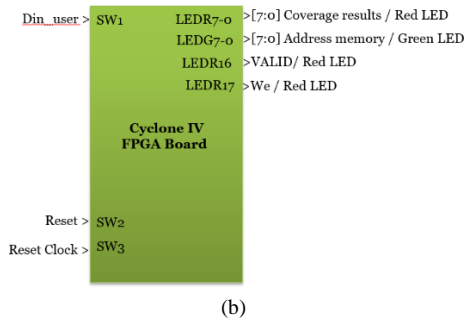 Din_user > SW1 LEDR7-0 >[7:0] Coverage results / Red LED
LEDG7-0 >[7:0] Address memory / Green LED
LEDR16 >VALID/ Red LED
LEDR17 >We / Red LED
Cyclone IV
FPGA Board
Reset > SW2
Reset Clock > SW3
(b)